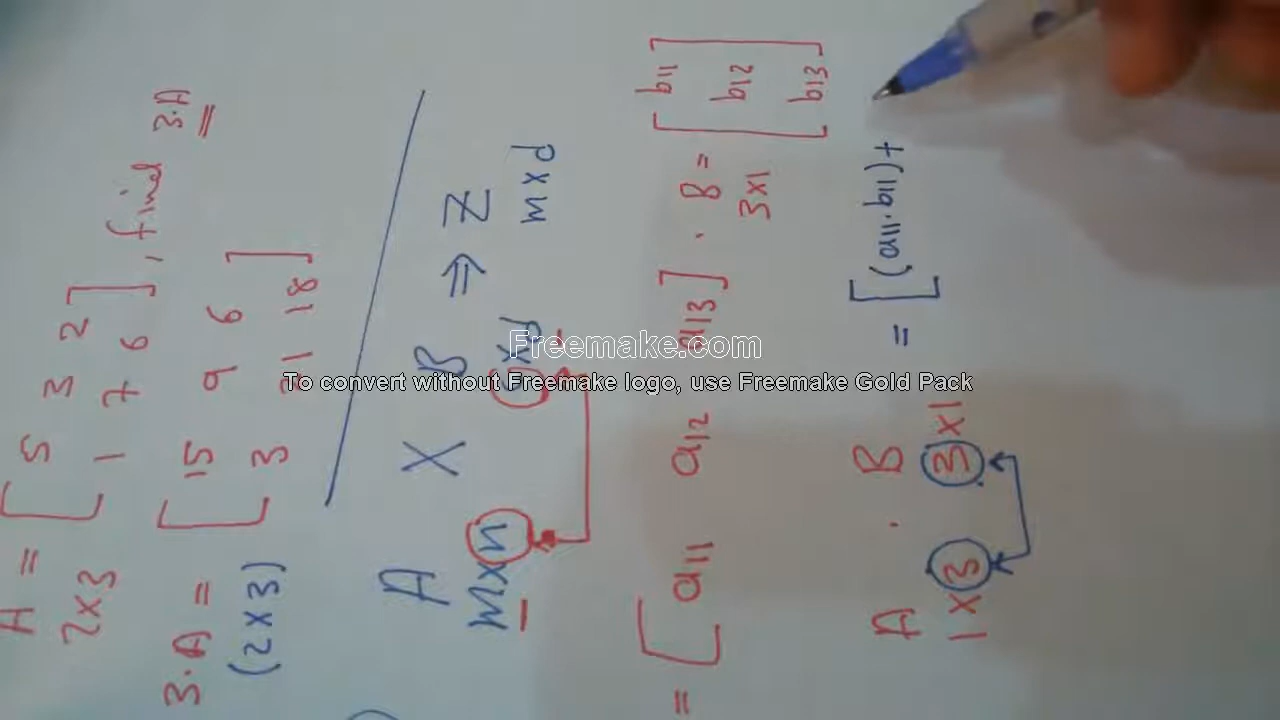 A = [ 5 3 2 ] , find 3·A
2x3 1 7 6
3·A = [ 15 9 6 ]
(2x3) 3 21 18
A X B ⇒ Z
mxn nxd mxd
= [ a11 a12 a13 ] · B = [ b11
3x1 b12
b13 ]
A · B = [ (a11·b11)+
1x3 3x1
Freemake.com
To convert without Freemake logo, use Freemake Gold Pack